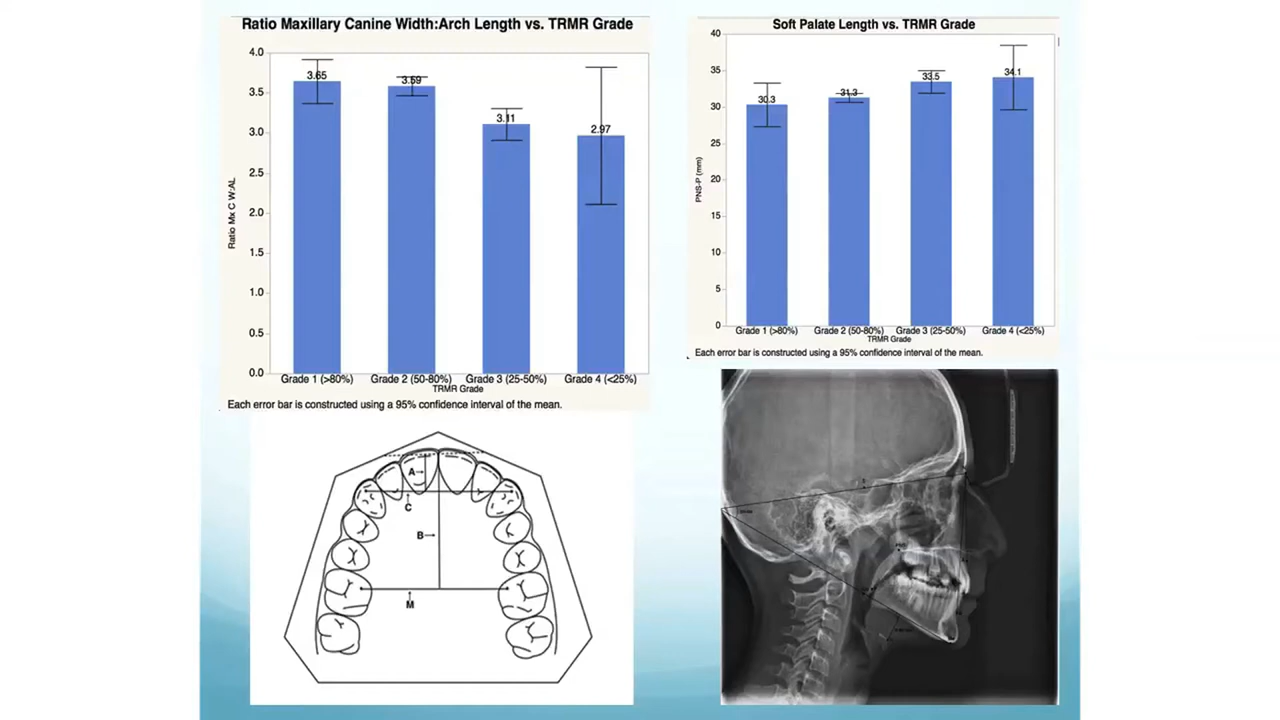 Ratio Maxillary Canine Width:Arch Length vs. TRMR Grade
4.0
3.5
3.0
2.5
2.0
1.5
1.0
0.5
0.0
Ratio Mx C W:AL
3.65
3.59
3.11
2.97
Grade 1 (>80%) Grade 2 (50-80%) Grade 3 (25-50%) Grade 4 (<25%)
TRMR Grade
Each error bar is constructed using a 95% confidence interval of the mean.
Soft Palate Length vs. TRMR Grade
40
35
30
25
20
15
10
5
0
PNS-P (mm)
30.3
31.3
33.5
34.1
Grade 1 (>80%) Grade 2 (50-80%) Grade 3 (25-50%) Grade 4 (<25%)
TRMR Grade
Each error bar is constructed using a 95% confidence interval of the mean.
A
C
B
M